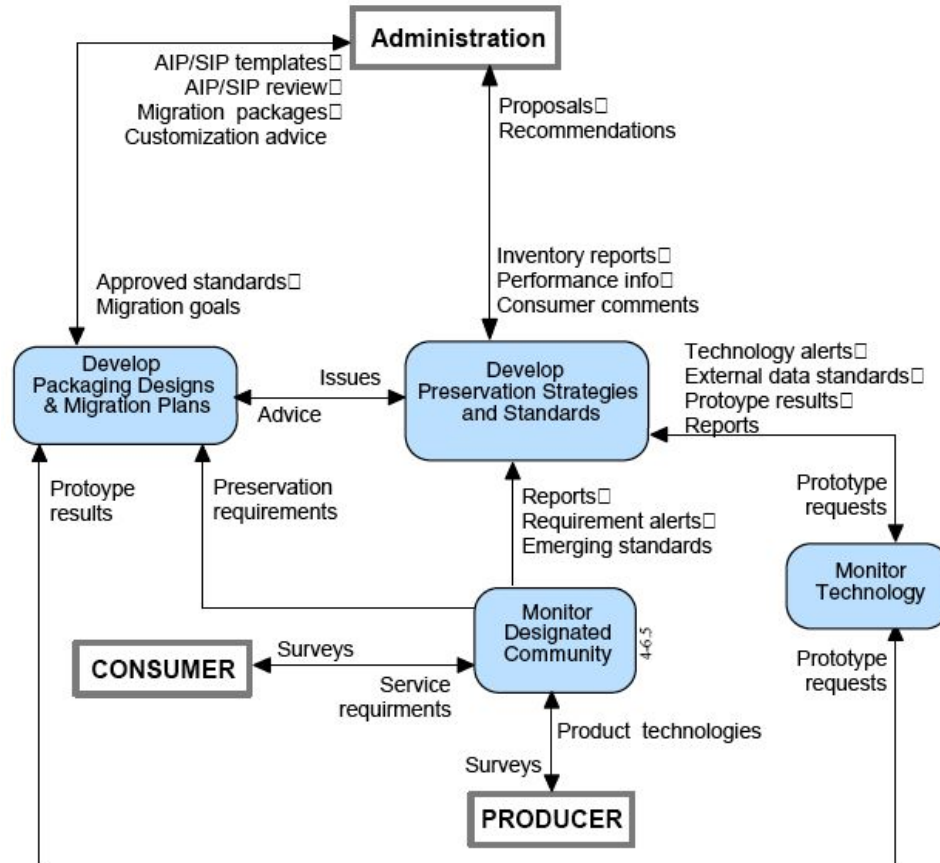 Administration
AIP/SIP templates□
AIP/SIP review□
Migration packages□
Customization advice
Proposals□
Recommendations
Inventory reports□
Performance info□
Consumer comments
Approved standards□
Migration goals
Develop
Packaging Designs
& Migration Plans
Issues
Advice
Develop
Preservation Strategies
and Standards
Technology alerts□
External data standards□
Protoype results□
Reports
Protoype
results
Preservation
requirements
Reports□
Requirement alerts□
Emerging standards
Prototype
requests
Monitor
Technology
Monitor
Designated
Community
4-6.5
CONSUMER
Surveys
Service
requirments
Prototype
requests
Product technologies
Surveys
PRODUCER